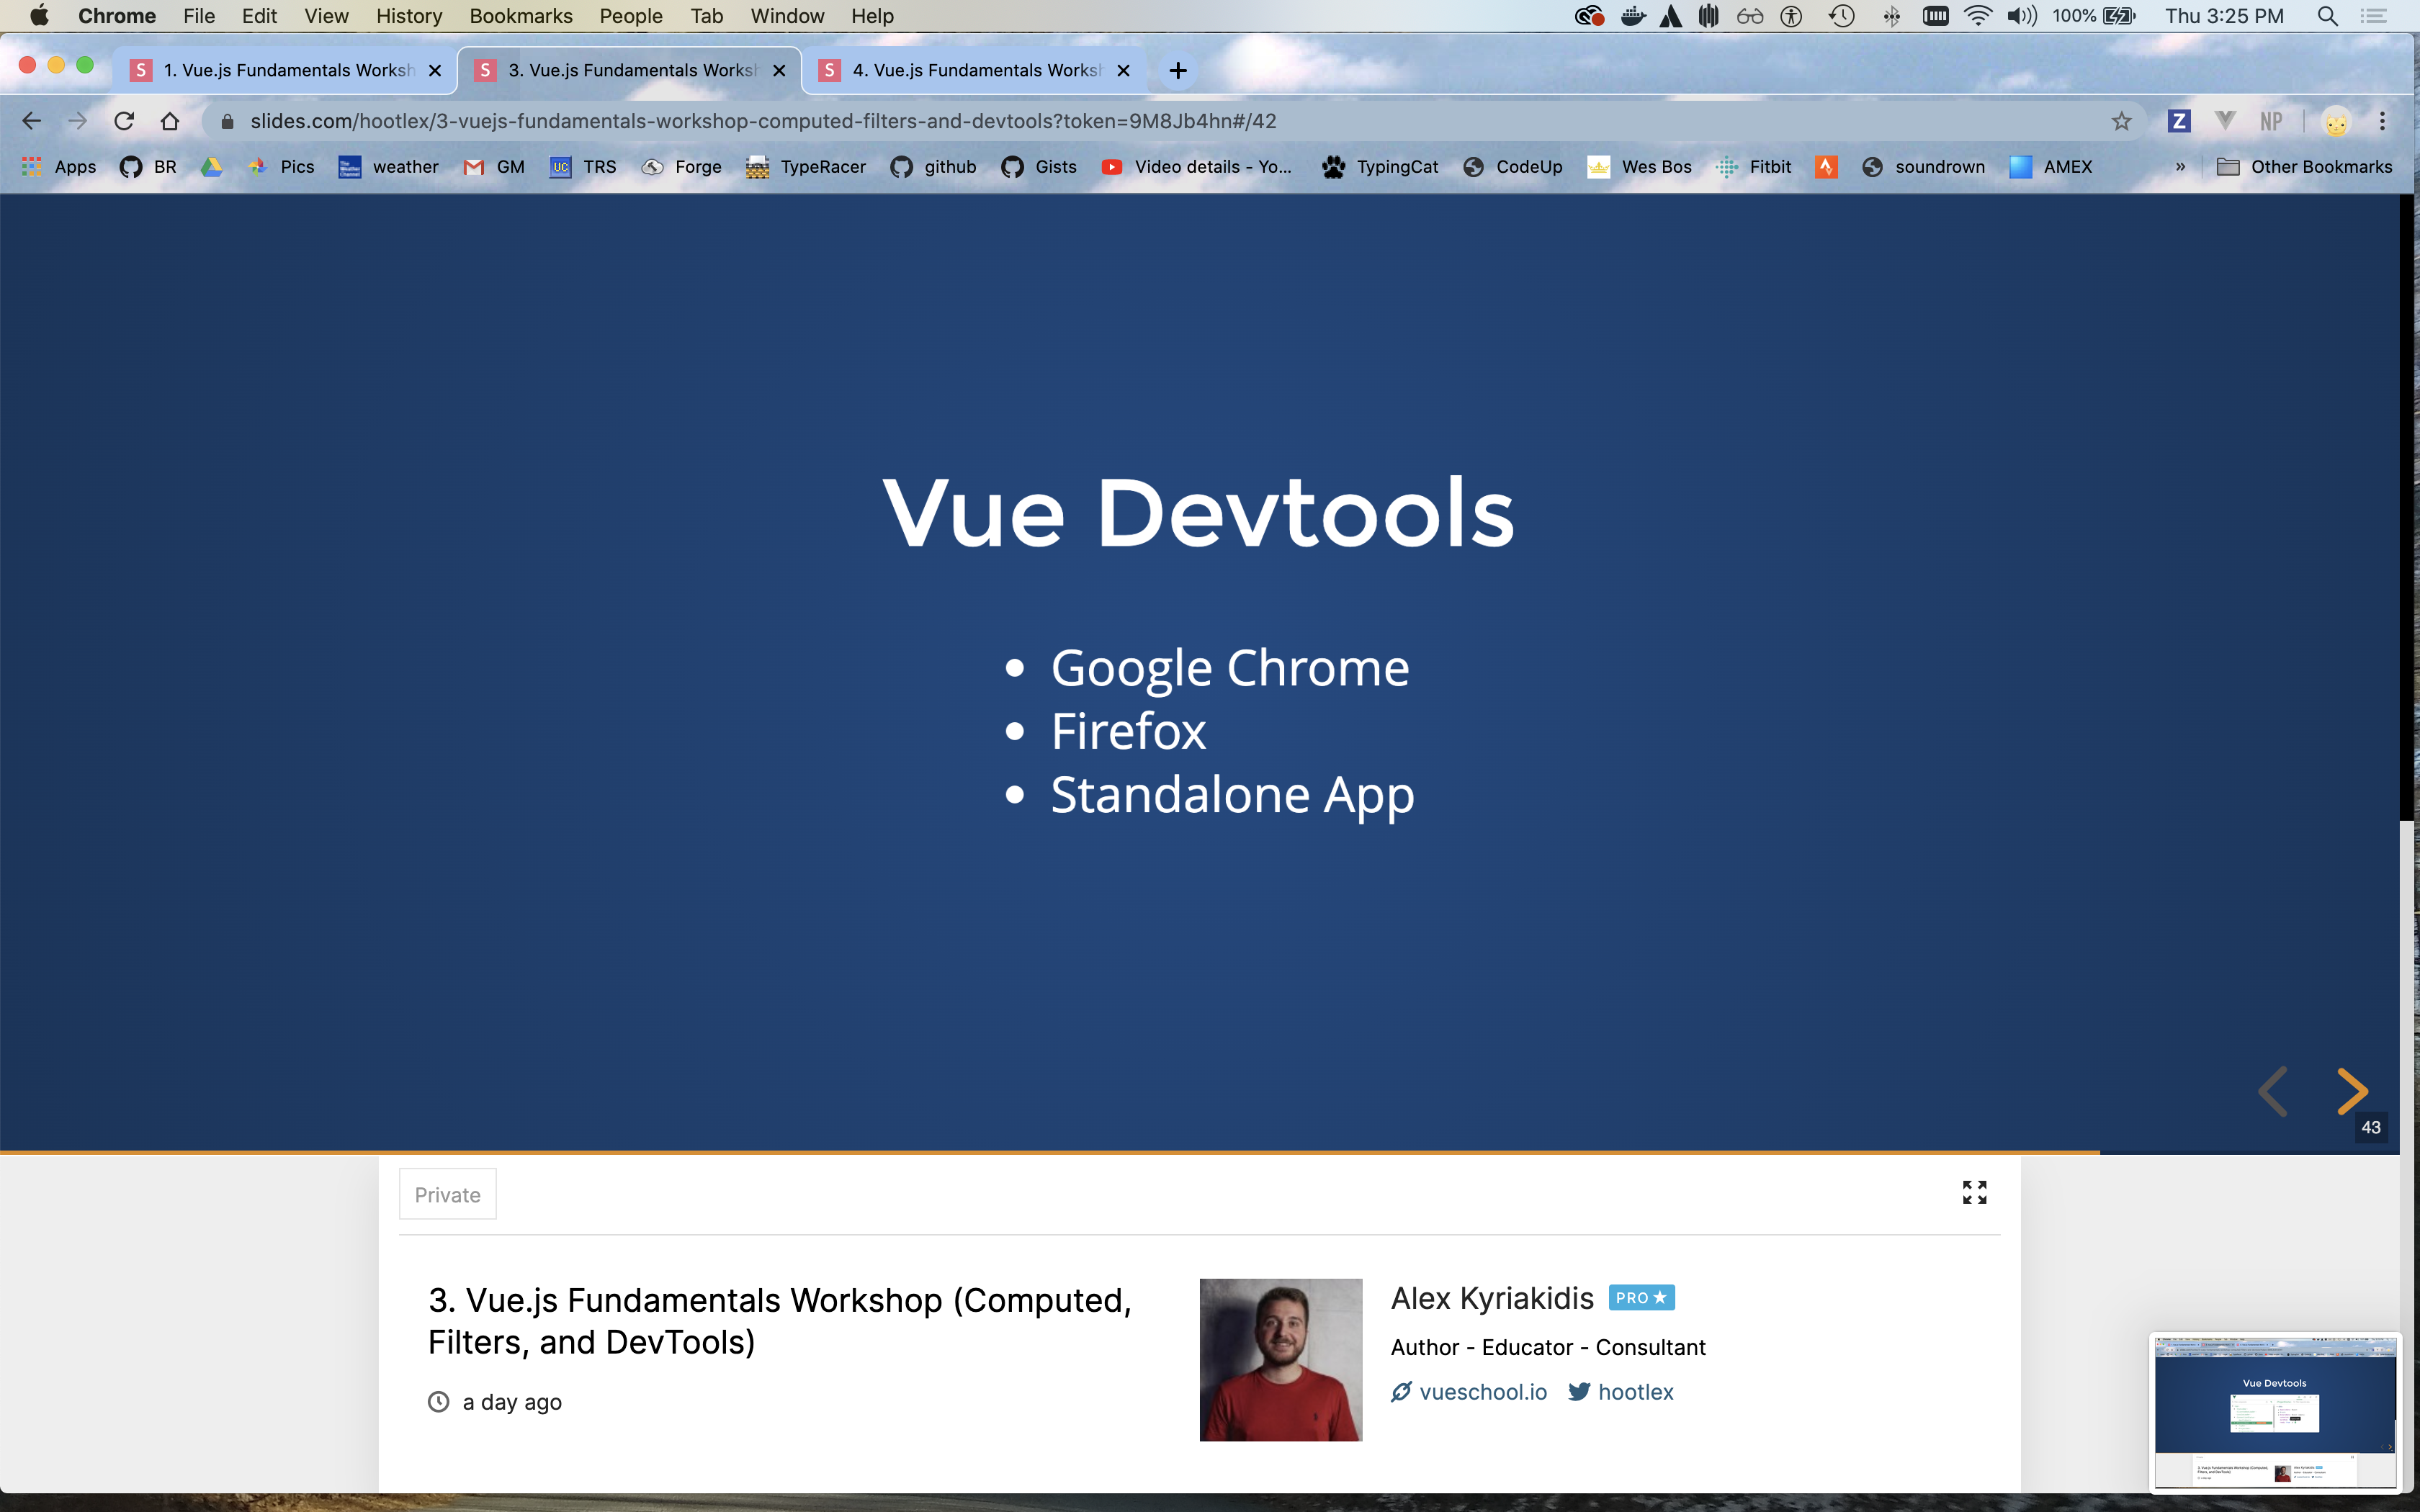 Chrome File Edit View History Bookmarks People Tab Window Help 100% Thu 3:25 PM
S 1. Vue.js Fundamentals Worksh S 3. Vue.js Fundamentals Works S 4. Vue.js Fundamentals Works
slides.com/hootlex/3-vuejs-fundamentals-workshop-computed-filters-and-devtools?token=9M8Jb4hn#/42 Z NP
Apps BR Pics weather GM UC TRS Forge TypeRacer github Gists Video details - Yo... TypingCat CodeUp Wes Bos Fitbit soundrown AMEX » Other Bookmarks
Vue Devtools
• Google Chrome
• Firefox
• Standalone App
43
Private
3. Vue.js Fundamentals Workshop (Computed,
Filters, and DevTools)
a day ago
Alex Kyriakidis PRO ★
Author - Educator - Consultant
vueschool.io hootlex
Vue Devtools